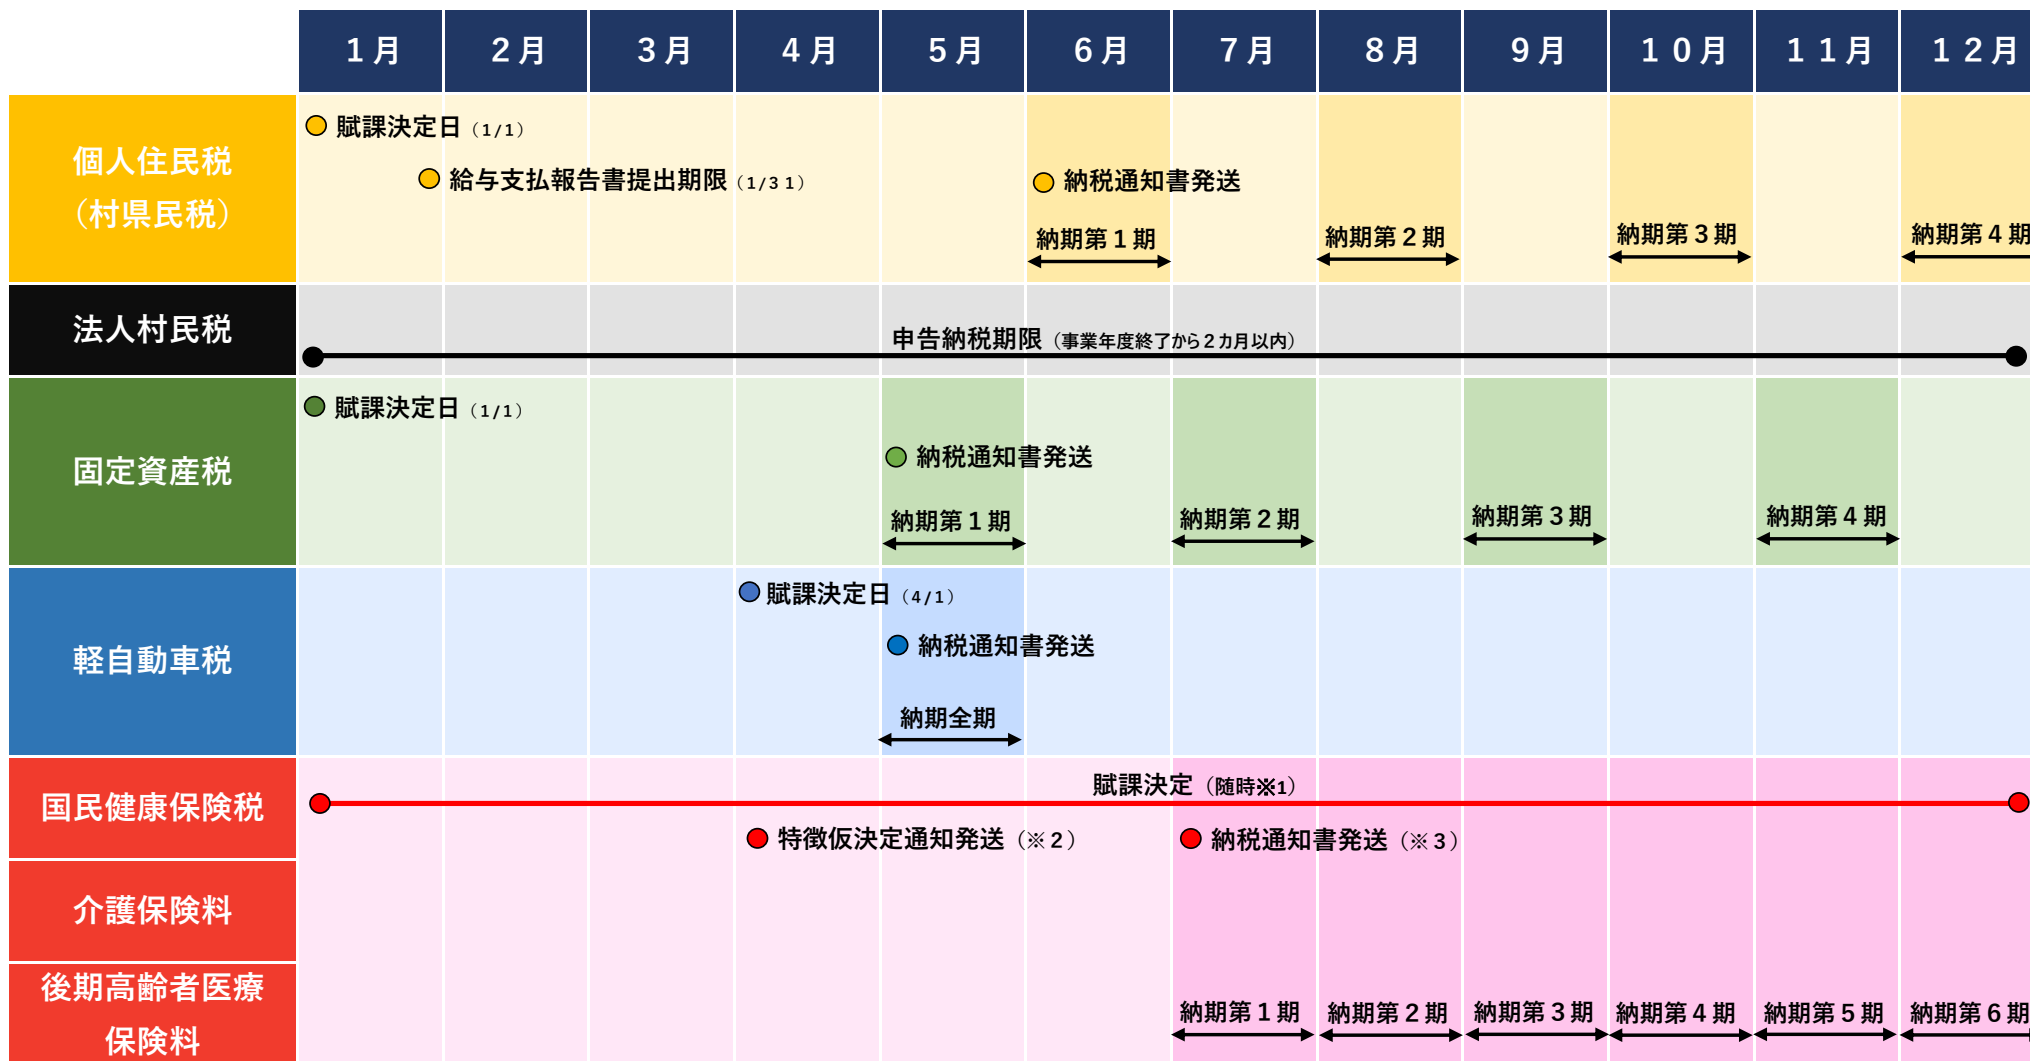 １月 ２月 ３月 ４月 ５月 ６月 ７月 ８月 ９月 １０月 １１月 １２月
個人住民税
（村県民税）
賦課決定日（1/1）
給与支払報告書提出期限（1/３１）
納税通知書発送
納期第１期 納期第２期 納期第３期 納期第４期
法人村民税
申告納税期限（事業年度終了から２カ月以内）
固定資産税
賦課決定日（1/1）
納税通知書発送
納期第１期 納期第２期 納期第３期 納期第４期
軽自動車税
賦課決定日（4/1）
納税通知書発送
納期全期
国民健康保険税
賦課決定（随時※1）
特徴仮決定通知発送（※２） 納税通知書発送（※３）
介護保険料
後期高齢者医療
保険料
納期第１期 納期第２期 納期第３期 納期第４期 納期第５期 納期第６期